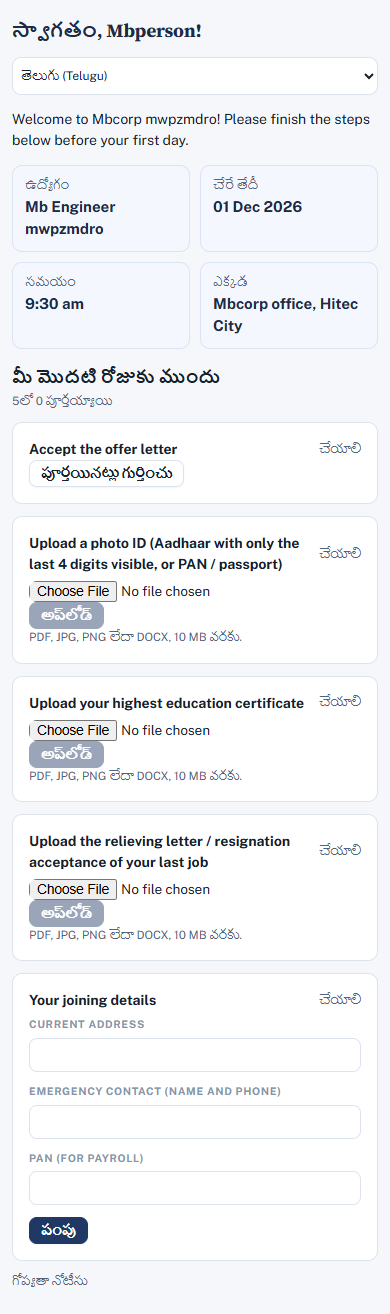 స్వాగతం, Mbperson!
తెలుగు (Telugu)
Welcome to Mbcorp mwpzmdro! Please finish the steps
below before your first day.
ఉద్యోగం
Mb Engineer
mwpzmdro
చేరే తేదీ
01 Dec 2026
సమయం
9:30 am
ఎక్కడ
Mbcorp office, Hitec
City
మీ మొదటి రోజుకు ముందు
5లో 0 పూర్తయ్యాయి
Accept the offer letter
చేయాలి
పూర్తయినట్లు గుర్తించు
Upload a photo ID (Aadhaar with only the
last 4 digits visible, or PAN / passport)
చేయాలి
Choose File No file chosen
అప్‌లోడ్
PDF, JPG, PNG లేదా DOCX, 10 MB వరకు.
Upload your highest education certificate
చేయాలి
Choose File No file chosen
అప్‌లోడ్
PDF, JPG, PNG లేదా DOCX, 10 MB వరకు.
Upload the relieving letter / resignation
acceptance of your last job
చేయాలి
Choose File No file chosen
అప్‌లోడ్
PDF, JPG, PNG లేదా DOCX, 10 MB వరకు.
Your joining details
చేయాలి
CURRENT ADDRESS
EMERGENCY CONTACT (NAME AND PHONE)
PAN (FOR PAYROLL)
పంపు
గోప్యతా నోటీసు